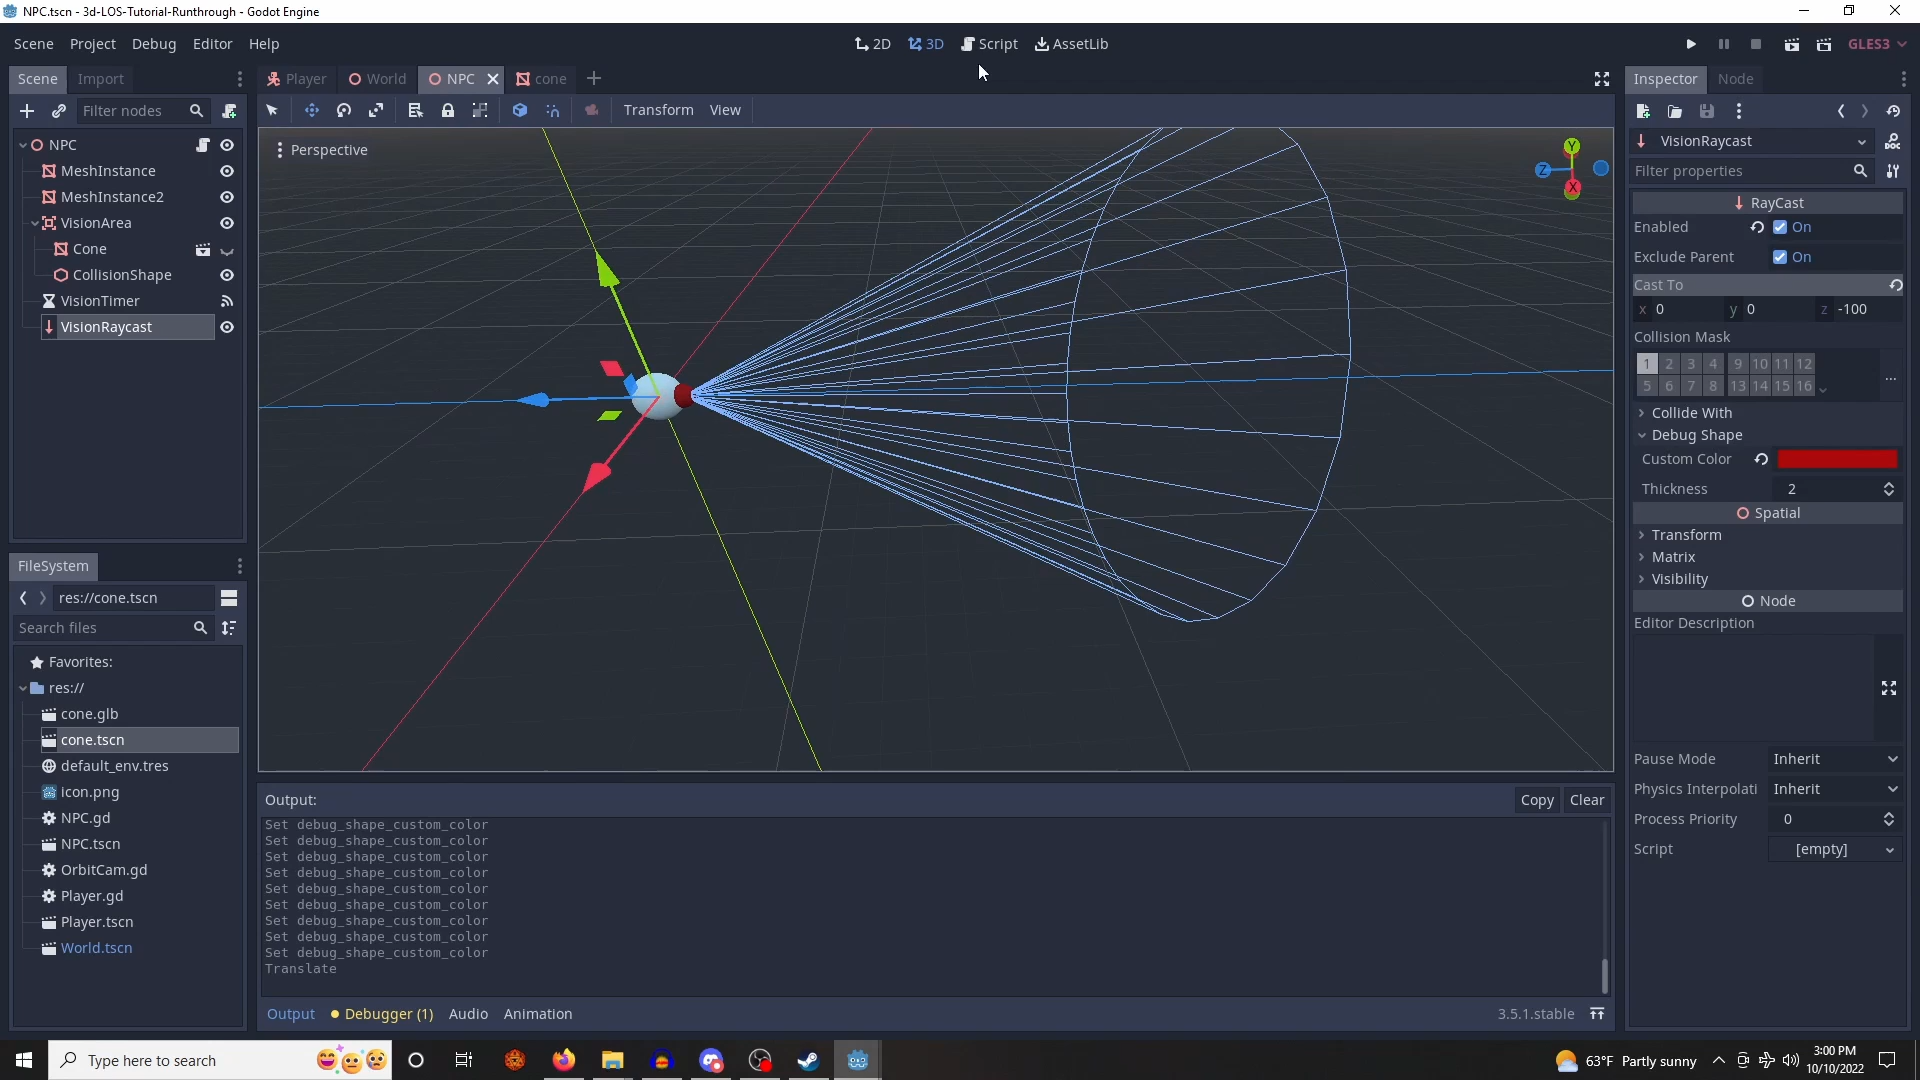 NPC.tscn - 3d-LOS-Tutorial-Runthrough - Godot Engine
Scene Project Debug Editor Help
2D 3D Script AssetLib
GLES3
Scene Import
Player World NPC cone
Inspector Node
Filter nodes
Transform View
NPC
MeshInstance
MeshInstance2
VisionArea
Cone
CollisionShape
VisionTimer
VisionRaycast
Perspective
Y
Z
X
VisionRaycast
Filter properties
RayCast
Enabled On
Exclude Parent On
Cast To
x 0 y 0 z -100
Collision Mask
1 2 3 4 9 10 11 12
5 6 7 8 13 14 15 16
Collide With
Debug Shape
Custom Color
Thickness 2
Spatial
Transform
Matrix
Visibility
Node
Editor Description
Pause Mode Inherit
Physics Interpolati Inherit
Process Priority 0
Script [empty]
FileSystem
res://cone.tscn
Search files
Favorites:
res://
cone.glb
cone.tscn
default_env.tres
icon.png
NPC.gd
NPC.tscn
OrbitCam.gd
Player.gd
Player.tscn
World.tscn
Output:
Copy Clear
Set debug_shape_custom_color
Set debug_shape_custom_color
Set debug_shape_custom_color
Set debug_shape_custom_color
Set debug_shape_custom_color
Set debug_shape_custom_color
Set debug_shape_custom_color
Set debug_shape_custom_color
Set debug_shape_custom_color
Translate
Output Debugger (1) Audio Animation
3.5.1.stable
Type here to search
63°F Partly sunny
3:00 PM
10/10/2022